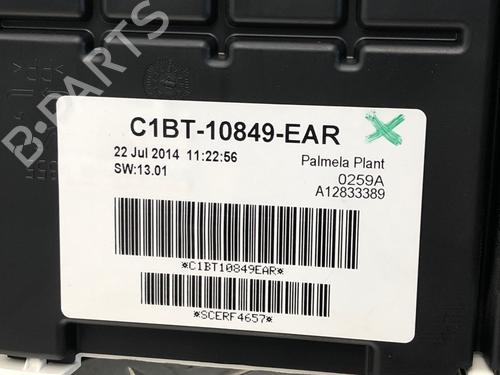 B-PARTS
C1BT-10849-EAR
22 Jul 2014 11:22:56
Palmela Plant
SW:13.01
0259A
A12833389
*C1BT10849EAR*
*SCERF4657*